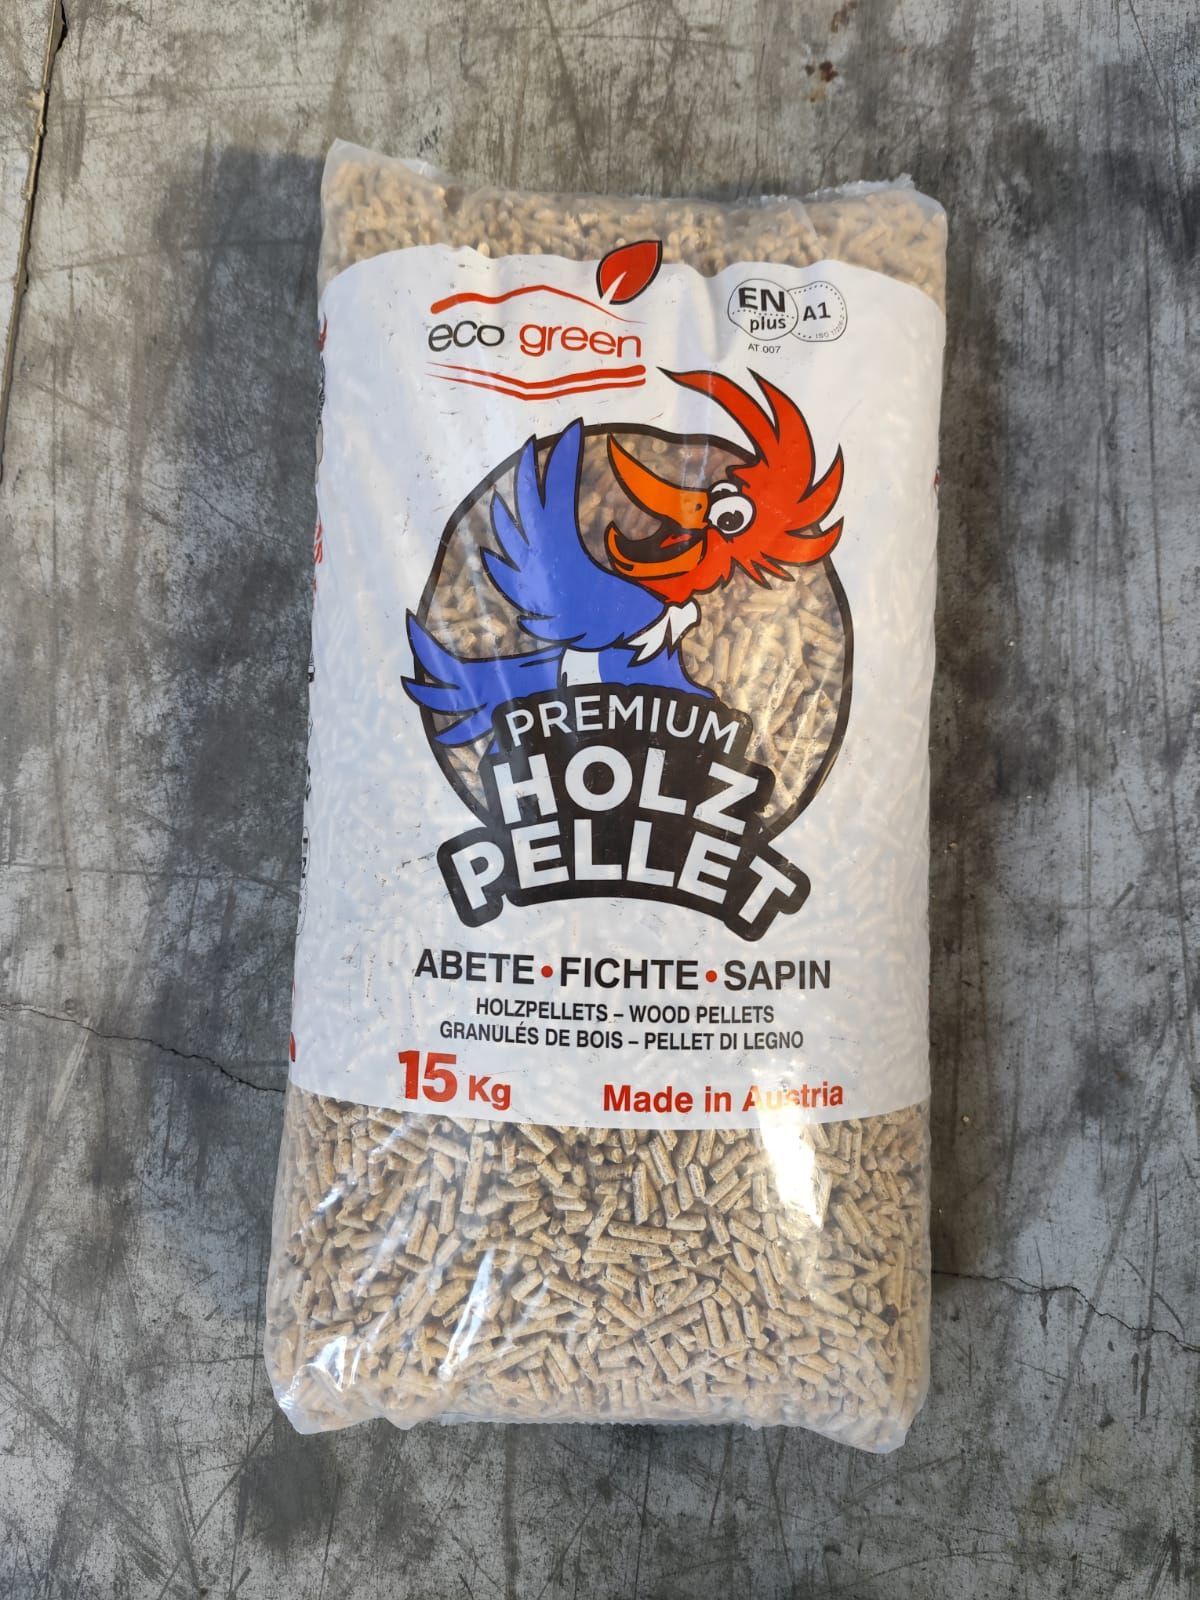 eco green
EN
plus
A1
AT 007
PREMIUM
HOLZ
PELLET
ABETE • FICHTE • SAPIN
HOLZPELLETS – WOOD PELLETS
GRANULÉS DE BOIS – PELLET DI LEGNO
15 Kg
Made in Austria